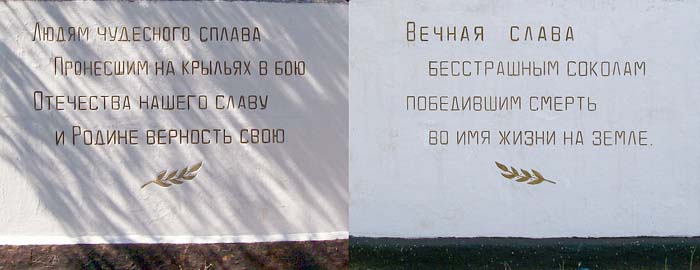 Людям чудесного сплава
Пронесшим на крыльях в бою
Отечества нашего славу
и Родине верность свою
Вечная слава
бесстрашным соколам
победившим смерть
во имя жизни на земле.